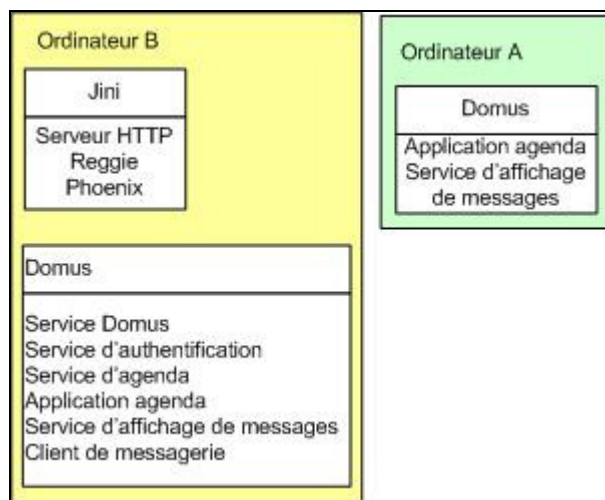 Ordinateur B
Jini
Serveur HTTP
Reggie
Phoenix
Domus
Service Domus
Service d'authentification
Service d'agenda
Application agenda
Service d'affichage de messages
Client de messagerie
Ordinateur A
Domus
Application agenda
Service d'affichage
de messages